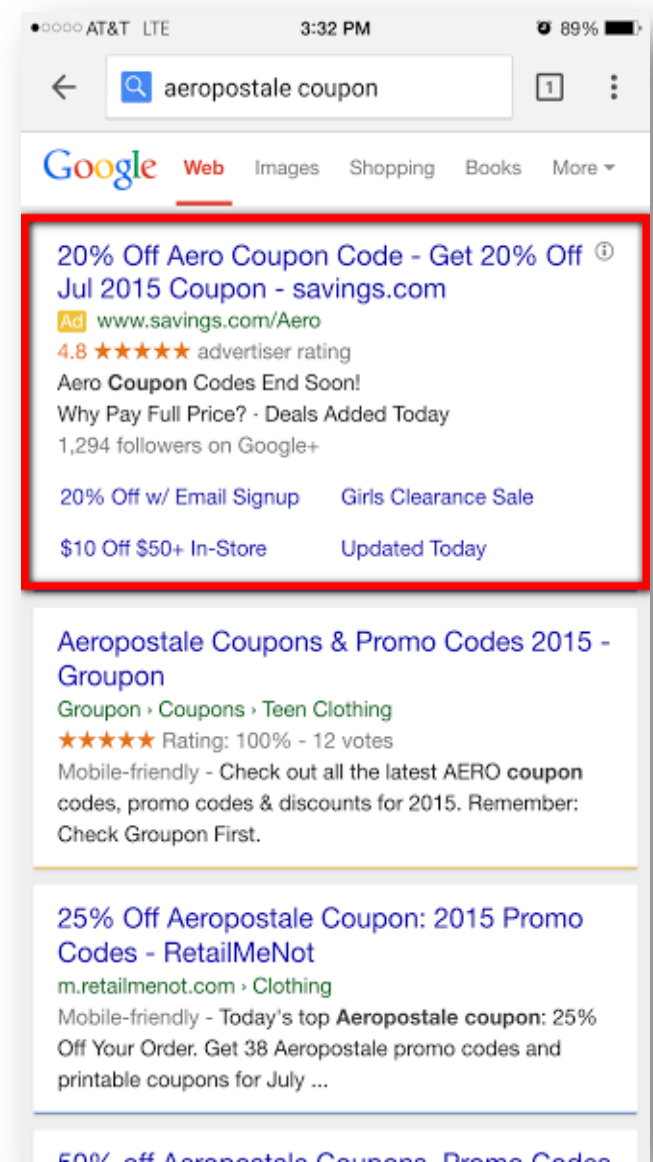 AT&T LTE 3:32 PM 89%
aeropostale coupon 1
Google Web Images Shopping Books More
20% Off Aero Coupon Code - Get 20% Off
Jul 2015 Coupon - savings.com
Ad www.savings.com/Aero
4.8 ★★★★★ advertiser rating
Aero Coupon Codes End Soon!
Why Pay Full Price? · Deals Added Today
1,294 followers on Google+
20% Off w/ Email Signup Girls Clearance Sale
$10 Off $50+ In-Store Updated Today
Aeropostale Coupons & Promo Codes 2015 -
Groupon
Groupon › Coupons › Teen Clothing
★★★★★ Rating: 100% - 12 votes
Mobile-friendly - Check out all the latest AERO coupon
codes, promo codes & discounts for 2015. Remember:
Check Groupon First.
25% Off Aeropostale Coupon: 2015 Promo
Codes - RetailMeNot
m.retailmenot.com › Clothing
Mobile-friendly - Today's top Aeropostale coupon: 25%
Off Your Order. Get 38 Aeropostale promo codes and
printable coupons for July ...
50% off Aeropostale Coupons, Promo Codes